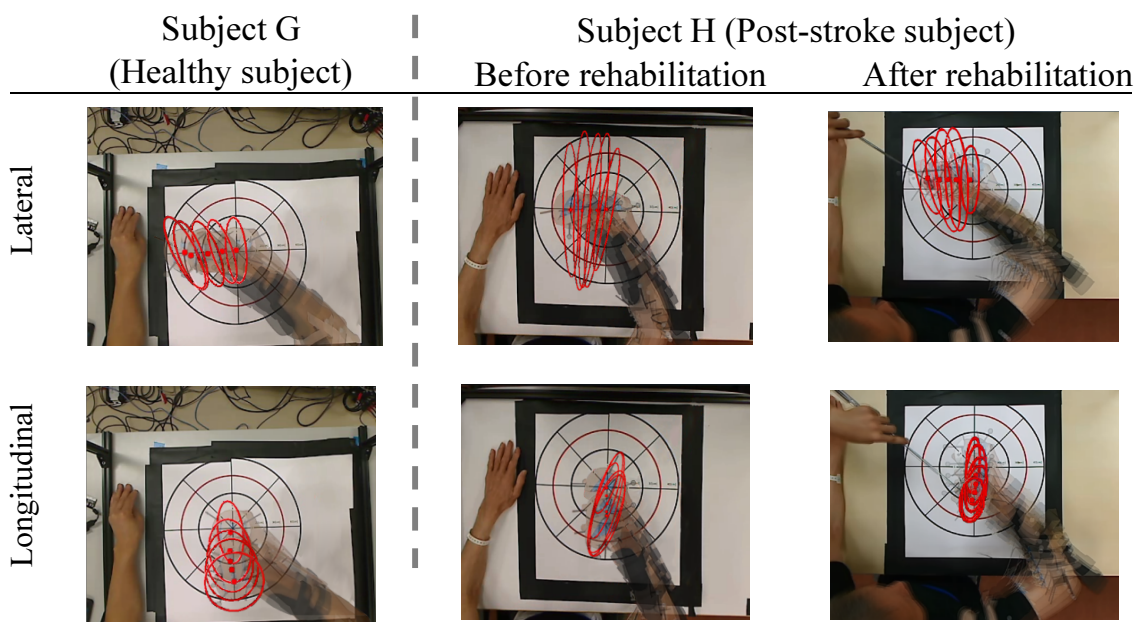 Subject G
(Healthy subject)
Subject H (Post-stroke subject)
Before rehabilitation
After rehabilitation
Lateral
Longitudinal